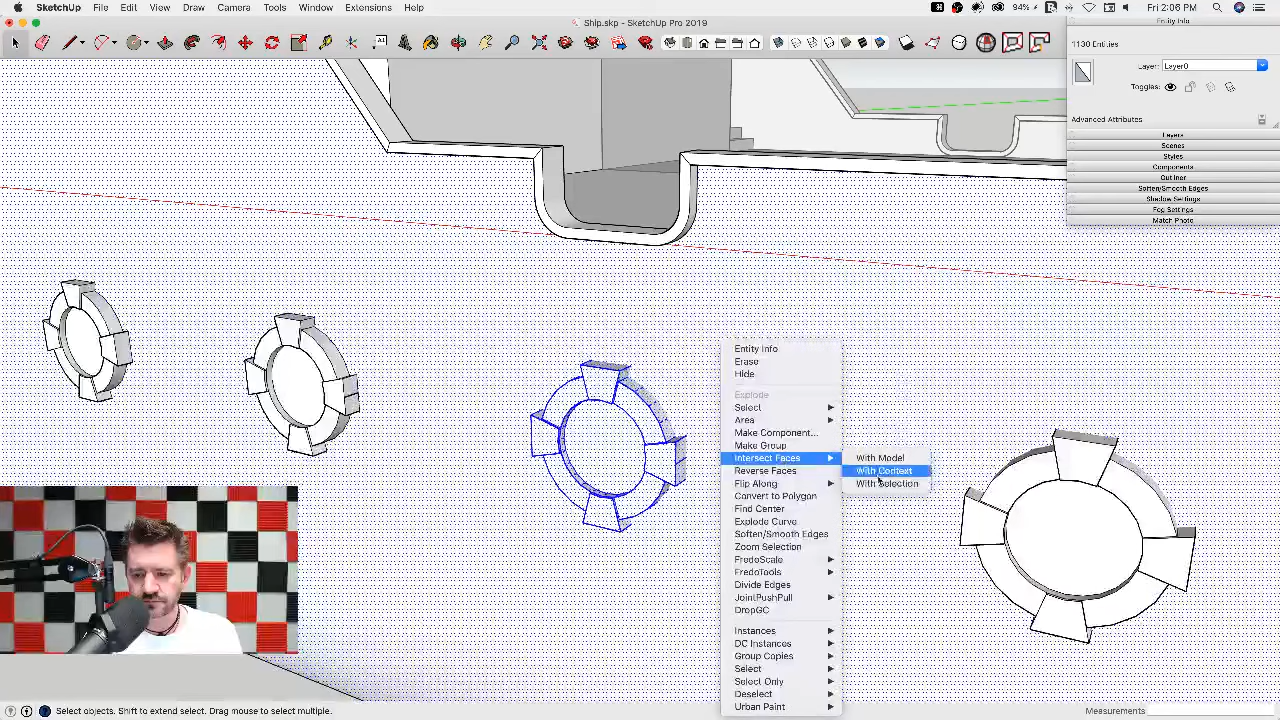 SketchUp File Edit View Draw Camera Tools Window Extensions Help 94% Fri 2:06 PM
Ship.skp - SketchUp Pro 2019
Entity Info
1130 Entities
Layer: Layer0
Toggles:
Advanced Attributes
Layers
Scenes
Styles
Components
Outliner
Soften/Smooth Edges
Shadow Settings
Fog Settings
Match Photo
Entity Info
Erase
Hide
Explode
Select
Area
Make Component...
Make Group
Intersect Faces
With Model
With Context
With Selection
Reverse Faces
Flip Along
Convert to Polygon
Find Center
Explode Curve
Soften/Smooth Edges
Zoom Selection
FredoScale
FredoTools
Divide Edges
JointPushPull
DropGC
Instances
DC Instances
Group Copies
Select
Select Only
Deselect
Urban Paint
Select objects. Shift to extend select. Drag mouse to select multiple.
Measurements